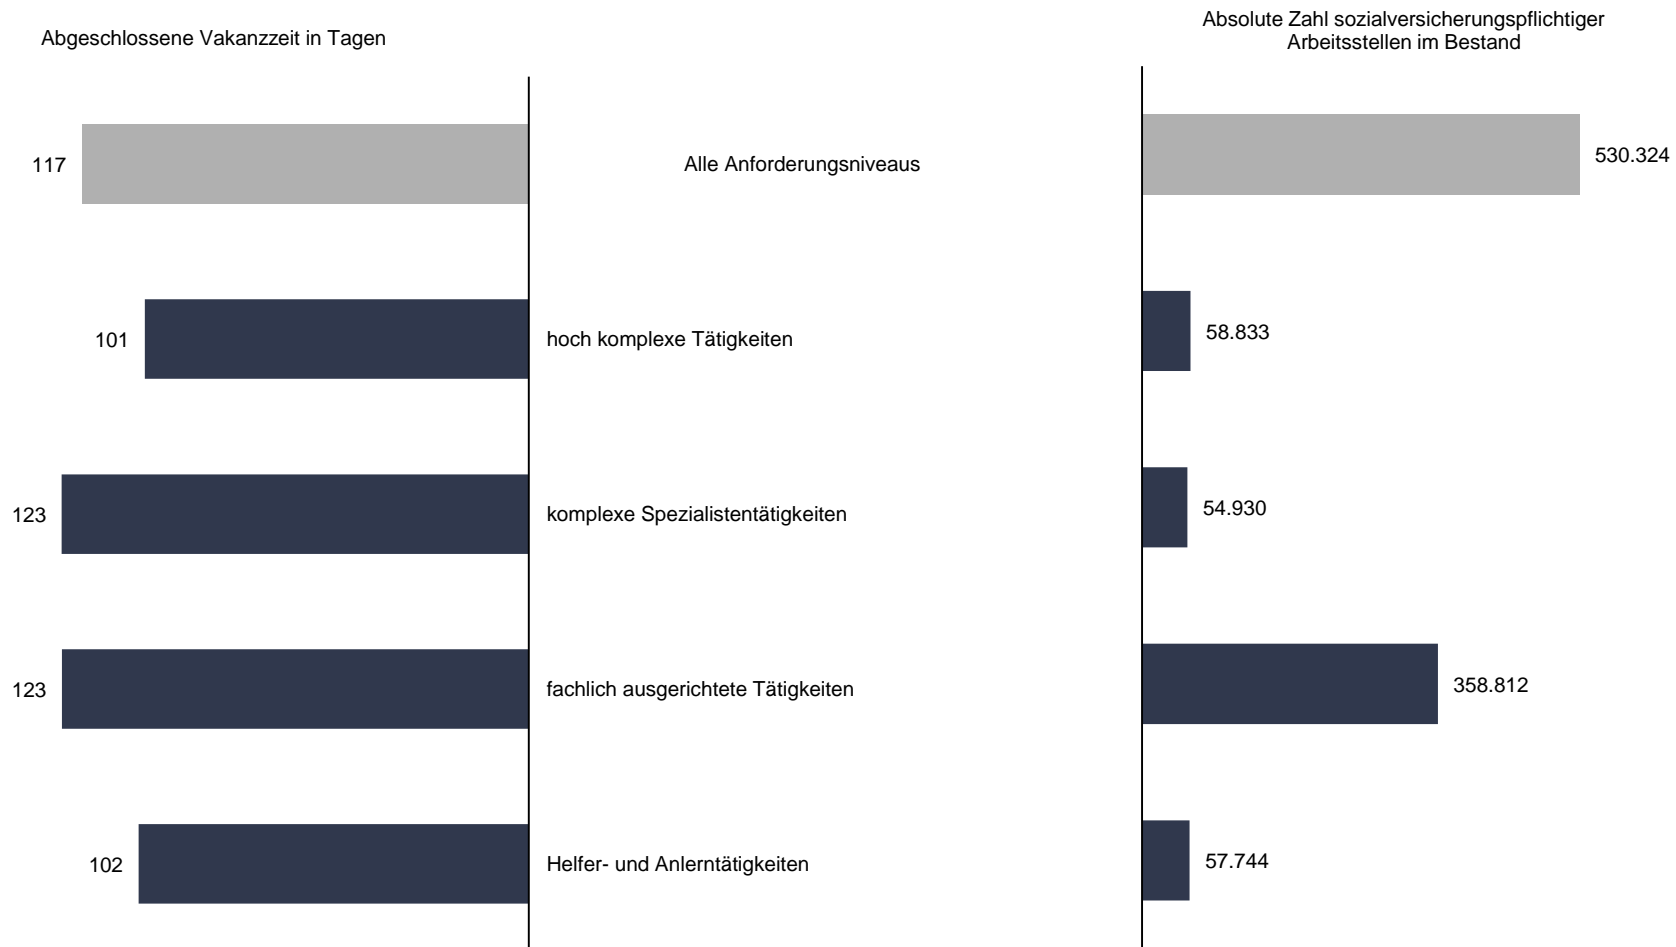 Abgeschlossene Vakanzzeit in Tagen
Absolute Zahl sozialversicherungspflichtiger
Arbeitsstellen im Bestand
117
Alle Anforderungsniveaus
530.324
101
hoch komplexe Tätigkeiten
58.833
123
komplexe Spezialistentätigkeiten
54.930
123
fachlich ausgerichtete Tätigkeiten
358.812
102
Helfer- und Anlerntätigkeiten
57.744